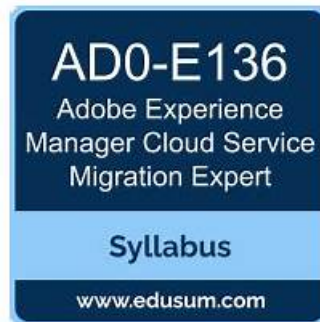 AD0-E136
Adobe Experience
Manager Cloud Service
Migration Expert
Syllabus
www.edusum.com